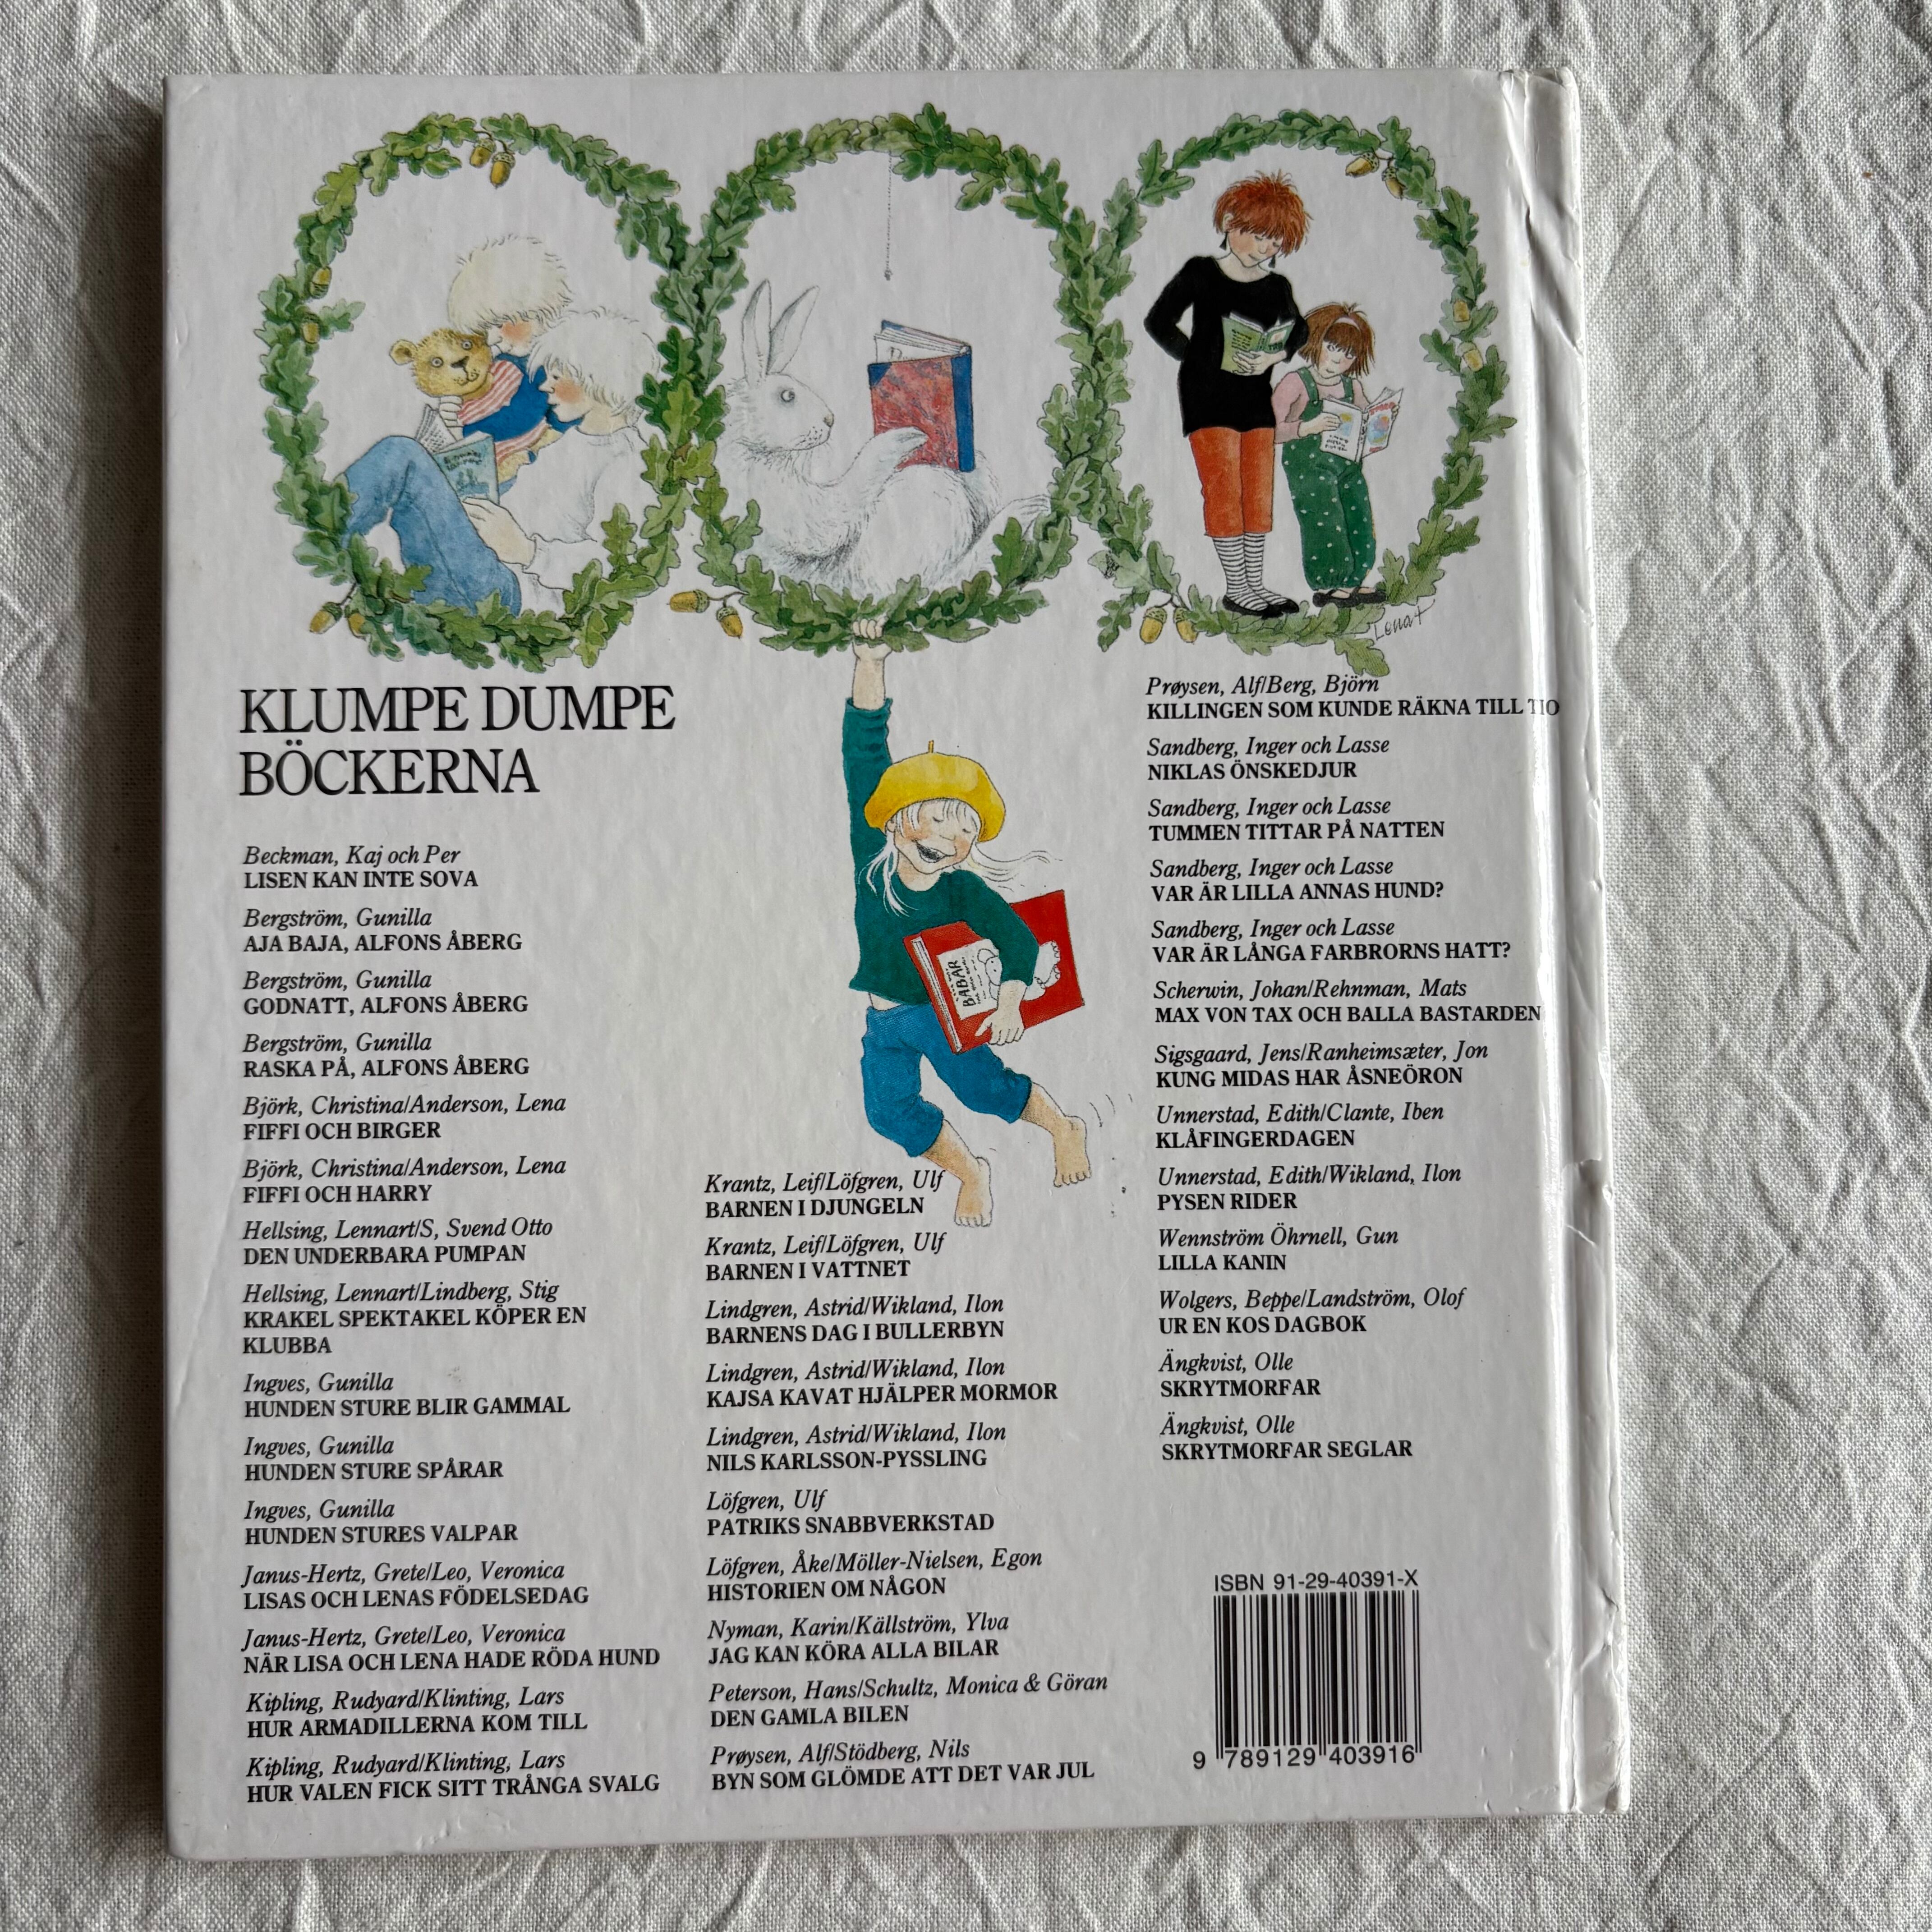 Lena A
KLUMPE DUMPE
BÖCKERNA
Beckman, Kaj och Per
LISEN KAN INTE SOVA
Bergström, Gunilla
AJA BAJA, ALFONS ÅBERG
Bergström, Gunilla
GODNATT, ALFONS ÅBERG
Bergström, Gunilla
RASKA PÅ, ALFONS ÅBERG
Björk, Christina/Anderson, Lena
FIFFI OCH BIRGER
Björk, Christina/Anderson, Lena
FIFFI OCH HARRY
Hellsing, Lennart/S, Svend Otto
DEN UNDERBARA PUMPAN
Hellsing, Lennart/Lindberg, Stig
KRAKEL SPEKTAKEL KÖPER EN
KLUBBA
Ingves, Gunilla
HUNDEN STURE BLIR GAMMAL
Ingves, Gunilla
HUNDEN STURE SPÅRAR
Ingves, Gunilla
HUNDEN STURES VALPAR
Janus-Hertz, Grete/Leo, Veronica
LISAS OCH LENAS FÖDELSEDAG
Janus-Hertz, Grete/Leo, Veronica
NÄR LISA OCH LENA HADE RÖDA HUND
Kipling, Rudyard/Klinting, Lars
HUR ARMADILLERNA KOM TILL
Kipling, Rudyard/Klinting, Lars
HUR VALEN FICK SITT TRÅNGA SVALG
BABAR
Krantz, Leif/Löfgren, Ulf
BARNEN I DJUNGELN
Krantz, Leif/Löfgren, Ulf
BARNEN I VATTNET
Lindgren, Astrid/Wikland, Ilon
BARNENS DAG I BULLERBYN
Lindgren, Astrid/Wikland, Ilon
KAJSA KAVAT HJÄLPER MORMOR
Lindgren, Astrid/Wikland, Ilon
NILS KARLSSON-PYSSLING
Löfgren, Ulf
PATRIKS SNABBVERKSTAD
Löfgren, Åke/Möller-Nielsen, Egon
HISTORIEN OM NÅGON
Nyman, Karin/Källström, Ylva
JAG KAN KÖRA ALLA BILAR
Peterson, Hans/Schultz, Monica & Göran
DEN GAMLA BILEN
Prøysen, Alf/Stödberg, Nils
BYN SOM GLÖMDE ATT DET VAR JUL
Prøysen, Alf/Berg, Björn
KILLINGEN SOM KUNDE RÄKNA TILL TIO
Sandberg, Inger och Lasse
NIKLAS ÖNSKEDJUR
Sandberg, Inger och Lasse
TUMMEN TITTAR PÅ NATTEN
Sandberg, Inger och Lasse
VAR ÄR LILLA ANNAS HUND?
Sandberg, Inger och Lasse
VAR ÄR LÅNGA FARBRORNS HATT?
Scherwin, Johan/Rehnman, Mats
MAX VON TAX OCH BALLA BASTARDEN
Sigsgaard, Jens/Ranheimsæter, Jon
KUNG MIDAS HAR ÅSNEÖRON
Unnerstad, Edith/Clante, Iben
KLÅFINGERDAGEN
Unnerstad, Edith/Wikland, Ilon
PYSEN RIDER
Wennström Öhrnell, Gun
LILLA KANIN
Wolgers, Beppe/Landström, Olof
UR EN KOS DAGBOK
Ängkvist, Olle
SKRYTMORFAR
Ängkvist, Olle
SKRYTMORFAR SEGLAR
ISBN 91-29-40391-X
9 789129 403916